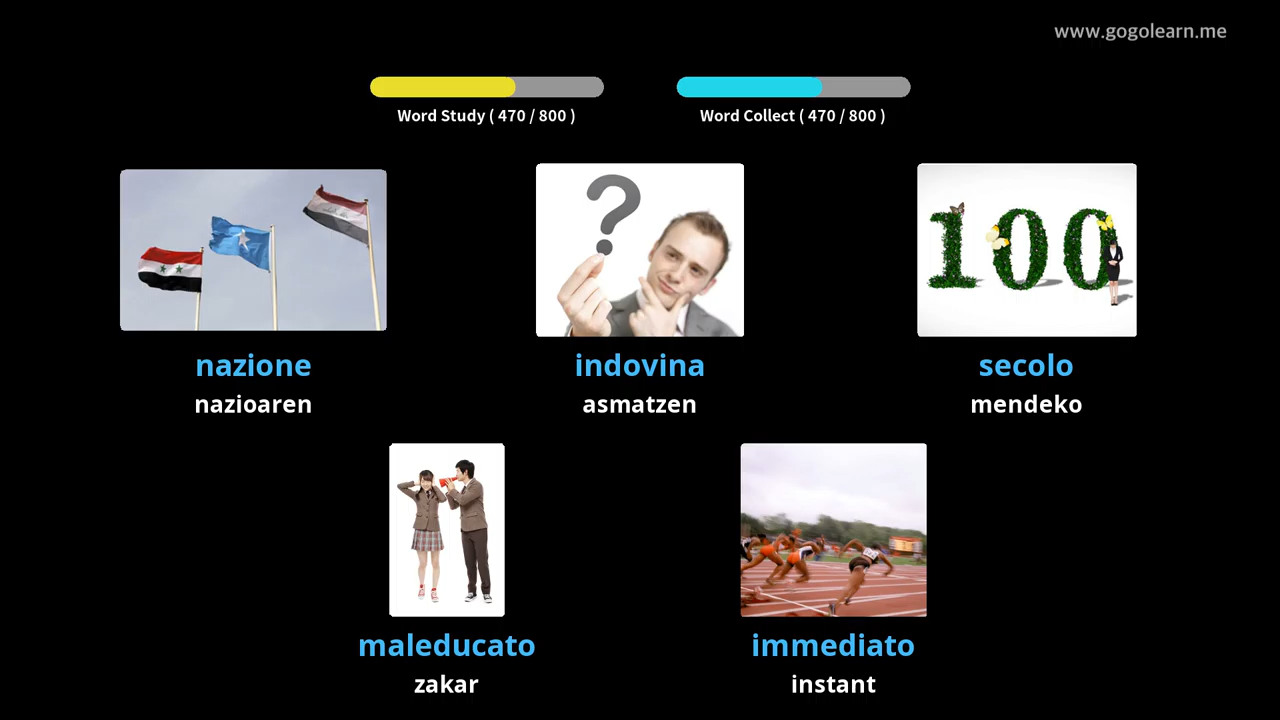 www.gogolearn.me
Word Study ( 470 / 800 )
Word Collect ( 470 / 800 )
100
nazione
indovina
secolo
nazioaren
asmatzen
mendeko
maleducato
immediato
zakar
instant